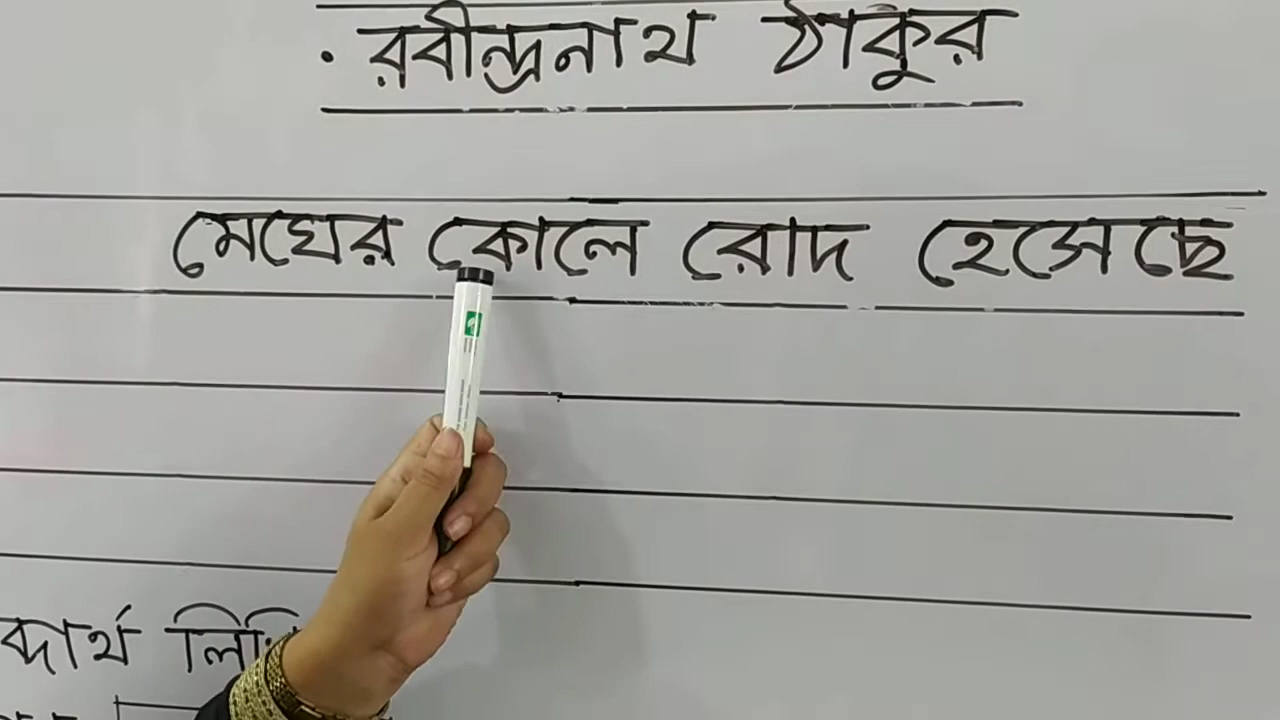 · রবীন্দ্রনাথ ঠাকুর
মেঘের কোলে রোদ হেসেছে
ব্দার্থ